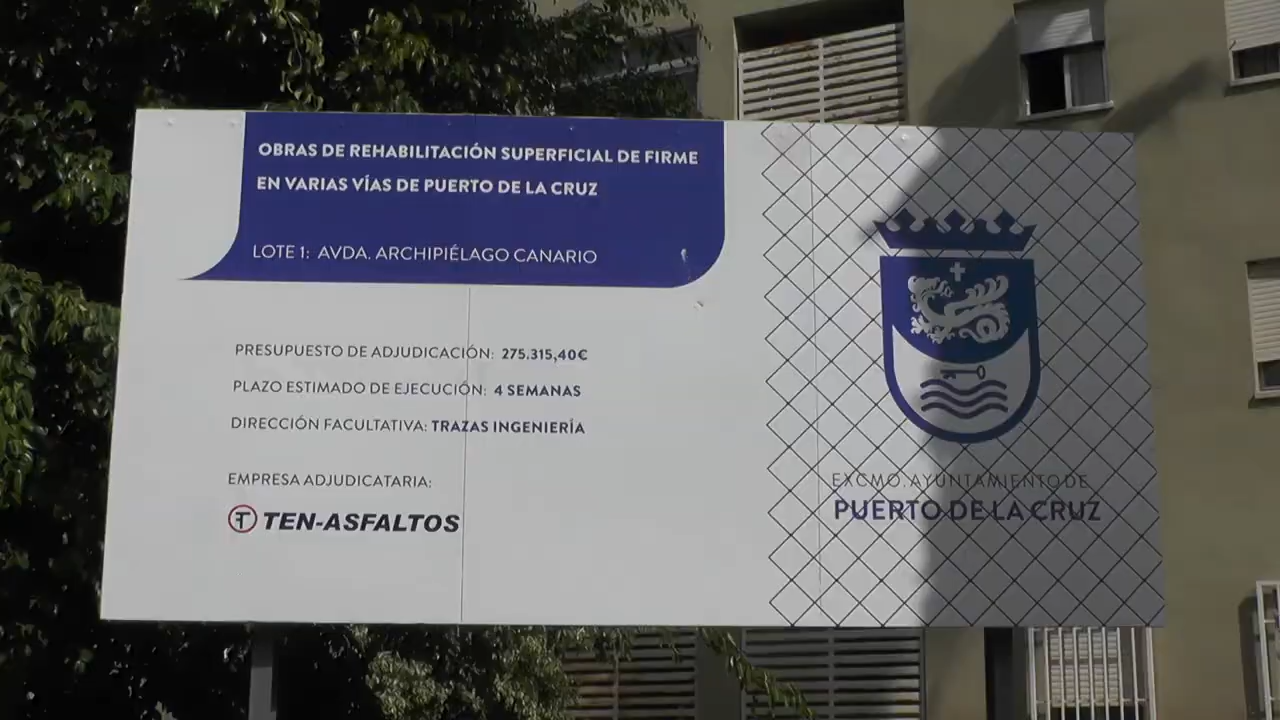 OBRAS DE REHABILITACIÓN SUPERFICIAL DE FIRME
EN VARIAS VÍAS DE PUERTO DE LA CRUZ
LOTE 1: AVDA. ARCHIPIÉLAGO CANARIO
PRESUPUESTO DE ADJUDICACIÓN: 275.315,40€
PLAZO ESTIMADO DE EJECUCIÓN: 4 SEMANAS
DIRECCIÓN FACULTATIVA: TRAZAS INGENIERÍA
EMPRESA ADJUDICATARIA:
TEN-ASFALTOS
EXCMO. AYUNTAMIENTO DE
PUERTO DE LA CRUZ